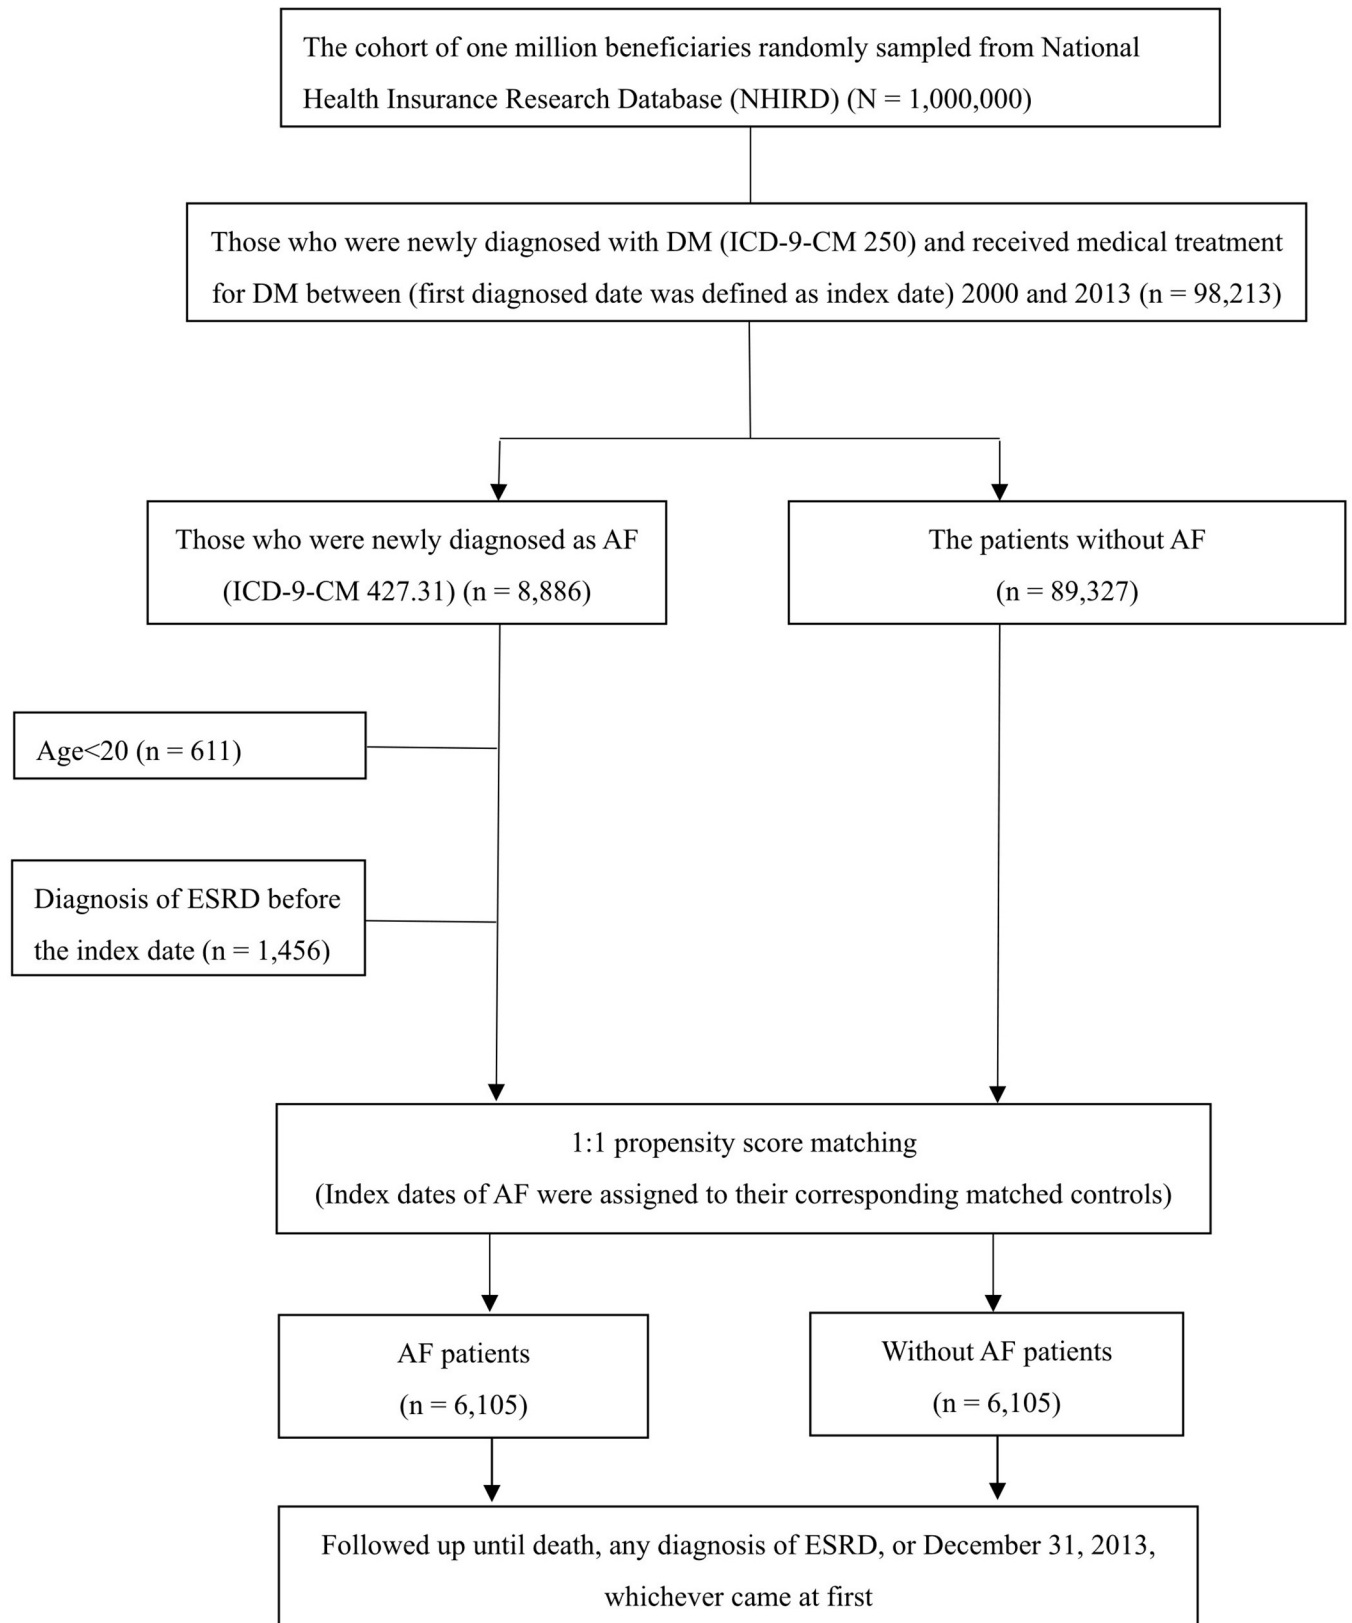 The cohort of one million beneficiaries randomly sampled from National
Health Insurance Research Database (NHIRD) (N = 1,000,000)
Those who were newly diagnosed with DM (ICD-9-CM 250) and received medical treatment
for DM between (first diagnosed date was defined as index date) 2000 and 2013 (n = 98,213)
Those who were newly diagnosed as AF
(ICD-9-CM 427.31) (n = 8,886)
The patients without AF
(n = 89,327)
Age<20 (n = 611)
Diagnosis of ESRD before
the index date (n = 1,456)
1:1 propensity score matching
(Index dates of AF were assigned to their corresponding matched controls)
AF patients
(n = 6,105)
Without AF patients
(n = 6,105)
Followed up until death, any diagnosis of ESRD, or December 31, 2013,
whichever came at first